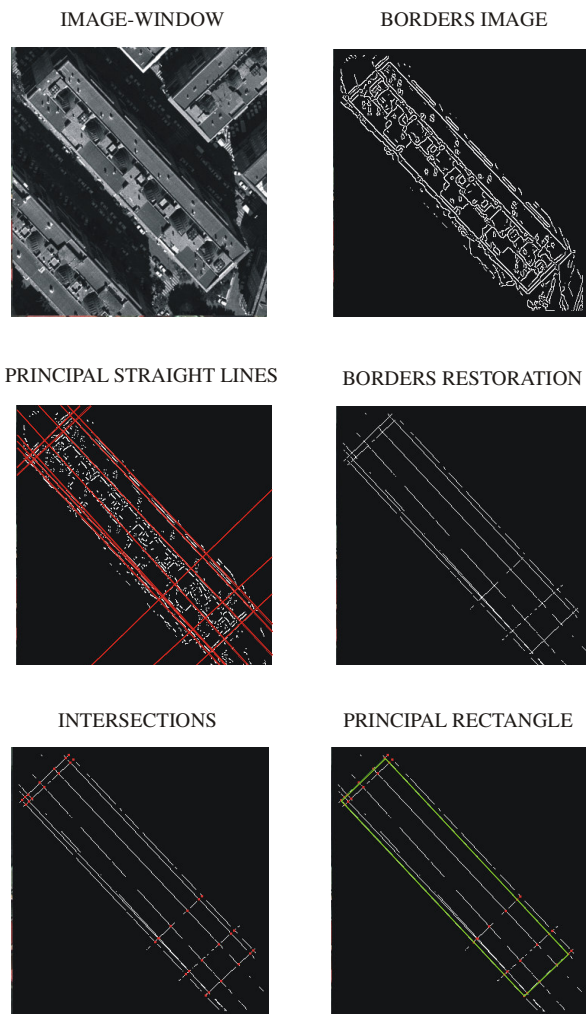 IMAGE-WINDOW
BORDERS IMAGE
PRINCIPAL STRAIGHT LINES
BORDERS RESTORATION
INTERSECTIONS
PRINCIPAL RECTANGLE